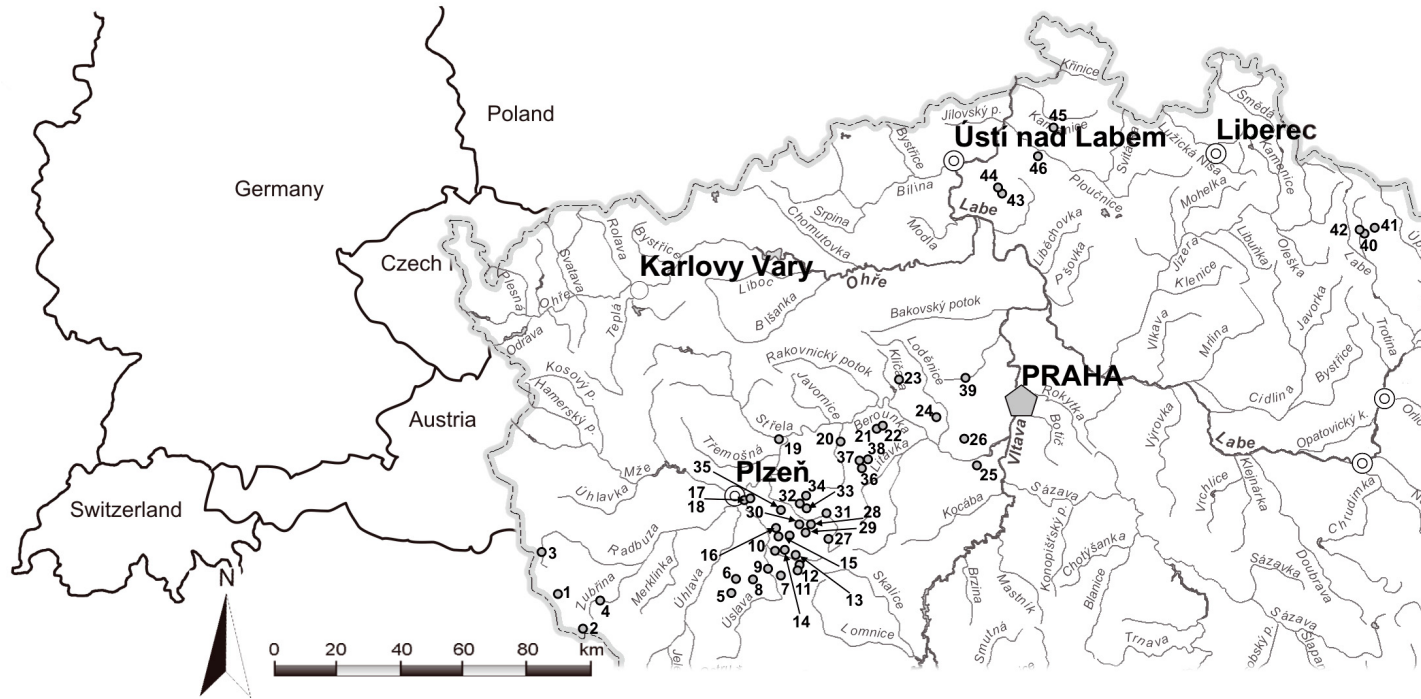 Poland
Germany
Czech
Austria
Switzerland
N
0 20 40 60 80 km
Křinice
Smědá
Jílovský p.
45
Kamenice
Bystřice
Ústí nad Labem
Liberec
Lužická Nisa
Svitávka
Kamenice
46
Bílina
44
43
Ploučnice
Mohelka
Labe
Srpina
Chomutovka
Modla
Liběchovka
Pšovka
Jizera
Libuňka
Oleška
Klenice
42
41
40
Labe
Rolava
Bystřice
Svatava
Plesná
Ohře
Karlovy Vary
Liboc
Ohře
Blšanka
Teplá
Odrava
Bakovský potok
Javorka
Trotina
Vlkava
Mrlina
Bystřice
Cidlina
Kosový p.
Hamerský p.
Rakovnický potok
Klíčava
Loděnice
23
39
PRAHA
Rokytka
Botič
Výrovka
Javornice
Střela
24
Berounka
Opatovický k.
Labe
Třemošná
19
20
21
22
26
Vltava
37
38
Litavka
36
25
Mže
35
Plzeň
Úhlavka
17
18
34
32
33
30
31
28
29
Kocába
Sázava
Vrchlice
Klejnárka
Chrudimka
Radbuza
16
10
27
15
Konopišťský p.
Chotýšanka
Sázavka
Doubrava
3
1
Zubřina
4
Merklínka
Úhlava
6
5
9
8
7
12
11
13
14
Úslava
Skalice
Lomnice
Brzina
Mastník
Blanice
Smutná
Trnava
Sázava
2